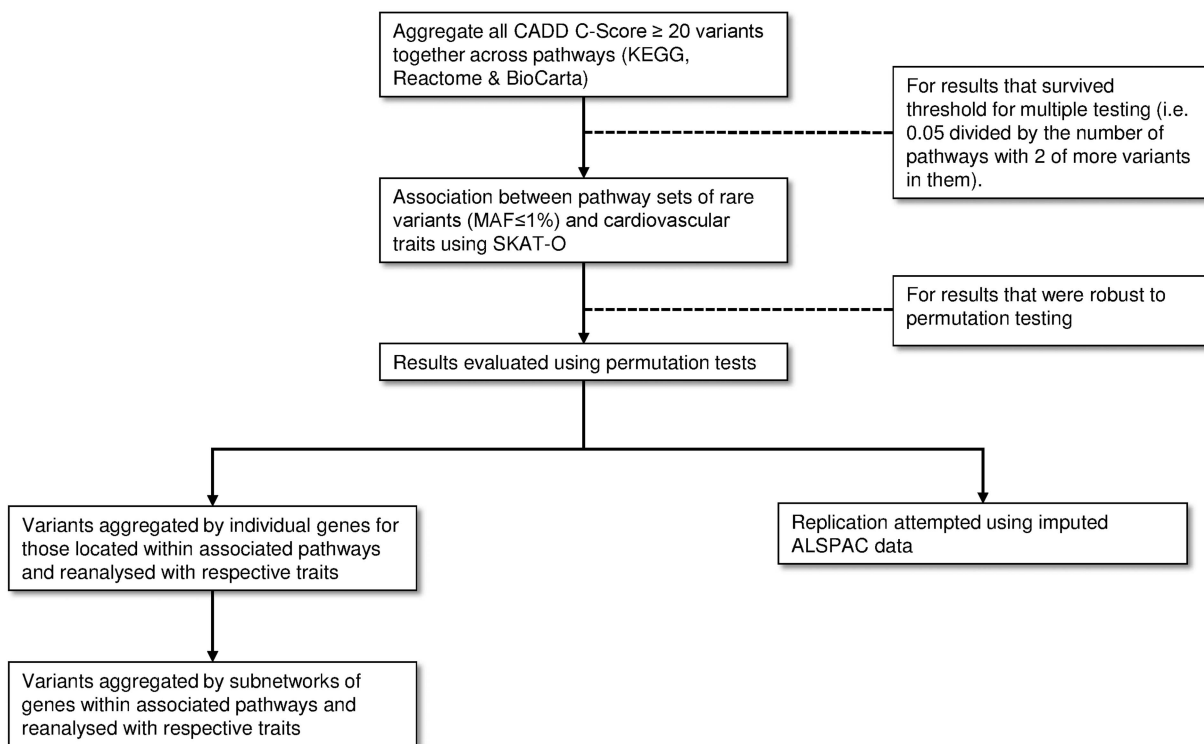 Aggregate all CADD C-Score ≥ 20 variants
together across pathways (KEGG,
Reactome & BioCarta)
For results that survived
threshold for multiple testing (i.e.
0.05 divided by the number of
pathways with 2 of more variants
in them).
Association between pathway sets of rare
variants (MAF≤1%) and cardiovascular
traits using SKAT-O
For results that were robust to
permutation testing
Results evaluated using permutation tests
Variants aggregated by individual genes for
those located within associated pathways
and reanalysed with respective traits
Replication attempted using imputed
ALSPAC data
Variants aggregated by subnetworks of
genes within associated pathways and
reanalysed with respective traits